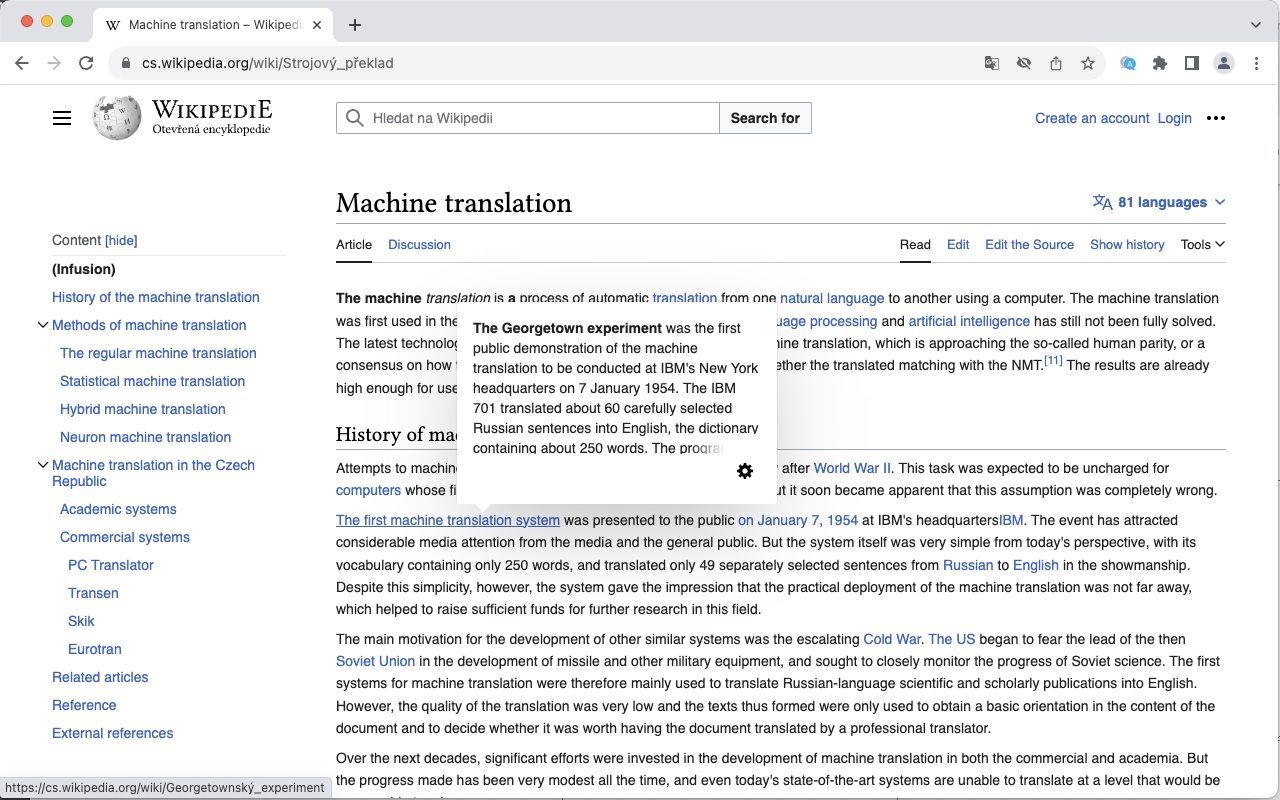 Machine translation – Wikipedi
cs.wikipedia.org/wiki/Strojový_překlad
WIKIPEDIE
Otevřená encyklopedie
Hledat na Wikipedii
Search for
Create an account Login
Machine translation
81 languages
Article Discussion
Read Edit Edit the Source Show history Tools
Content [hide]
(Infusion)
History of the machine translation
Methods of machine translation
The regular machine translation
Statistical machine translation
Hybrid machine translation
Neuron machine translation
Machine translation in the Czech
Republic
Academic systems
Commercial systems
PC Translator
Transen
Skik
Eurotran
Related articles
Reference
External references
The machine translation is a process of automatic translation from one natural language to another using a computer. The machine translation
was first used in the uage processing and artificial intelligence has still not been fully solved.
The latest technolog ine translation, which is approaching the so-called human parity, or a
consensus on how ether the translated matching with the NMT.[11] The results are already
high enough for use
The Georgetown experiment was the first
public demonstration of the machine
translation to be conducted at IBM's New York
headquarters on 7 January 1954. The IBM
701 translated about 60 carefully selected
Russian sentences into English, the dictionary
containing about 250 words. The progra
History of ma
Attempts to machin after World War II. This task was expected to be uncharged for
computers whose fi ut it soon became apparent that this assumption was completely wrong.
The first machine translation system was presented to the public on January 7, 1954 at IBM's headquartersIBM. The event has attracted
considerable media attention from the media and the general public. But the system itself was very simple from today's perspective, with its
vocabulary containing only 250 words, and translated only 49 separately selected sentences from Russian to English in the showmanship.
Despite this simplicity, however, the system gave the impression that the practical deployment of the machine translation was not far away,
which helped to raise sufficient funds for further research in this field.
The main motivation for the development of other similar systems was the escalating Cold War. The US began to fear the lead of the then
Soviet Union in the development of missile and other military equipment, and sought to closely monitor the progress of Soviet science. The first
systems for machine translation were therefore mainly used to translate Russian-language scientific and scholarly publications into English.
However, the quality of the translation was very low and the texts thus formed were only used to obtain a basic orientation in the content of the
document and to decide whether it was worth having the document translated by a professional translator.
Over the next decades, significant efforts were invested in the development of machine translation in both the commercial and academia. But
the progress made has been very modest all the time, and even today's state-of-the-art systems are unable to translate at a level that would be
https://cs.wikipedia.org/wiki/Georgetownský_experiment